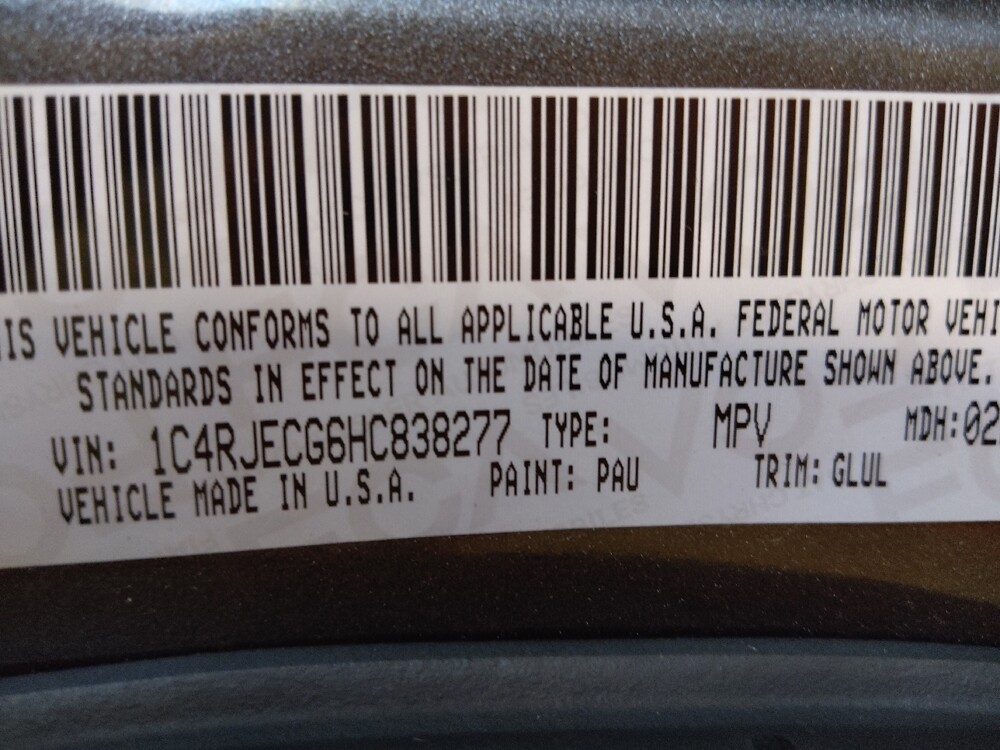 IS VEHICLE CONFORMS TO ALL APPLICABLE U.S.A. FEDERAL MOTOR VEHI
STANDARDS IN EFFECT ON THE DATE OF MANUFACTURE SHOWN ABOVE.
VIN: 1C4RJECG6HC838277 TYPE: MPV MDH:02
VEHICLE MADE IN U.S.A. PAINT: PAU TRIM: GLUL